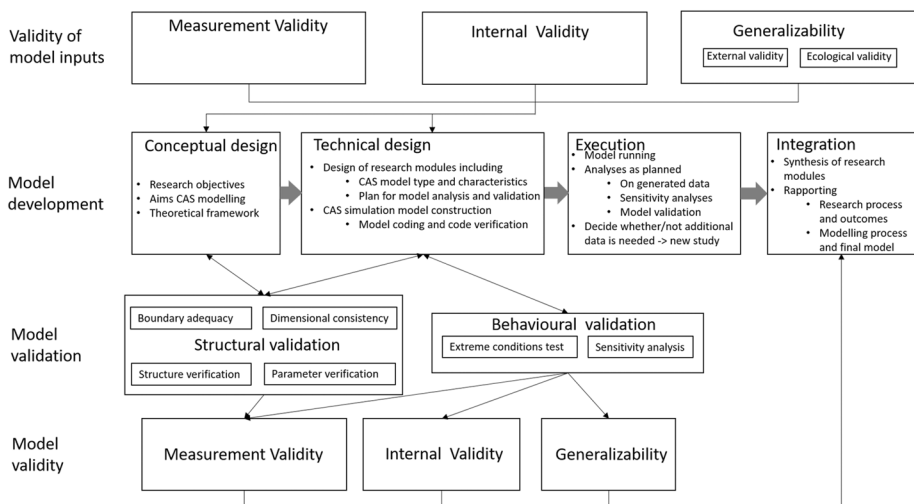 Validity of
model inputs
Measurement Validity
Internal Validity
Generalizability
External validity
Ecological validity
Model
development
Conceptual design
• Research objectives
• Aims CAS modelling
• Theoretical framework
Technical design
• Design of research modules including
• CAS model type and characteristics
• Plan for model analysis and validation
• CAS simulation model construction
• Model coding and code verification
Execution
• Model running
• Analyses as planned
• On generated data
• Sensitivity analyses
• Model validation
• Decide whether/not additional
data is needed -> new study
Integration
• Synthesis of research
modules
• Rapporting
• Research process and
outcomes
• Modelling process
and final model
Model
validation
Boundary adequacy
Dimensional consistency
Structural validation
Structure verification
Parameter verification
Behavioural validation
Extreme conditions test
Sensitivity analysis
Model
validity
Measurement Validity
Internal Validity
Generalizability